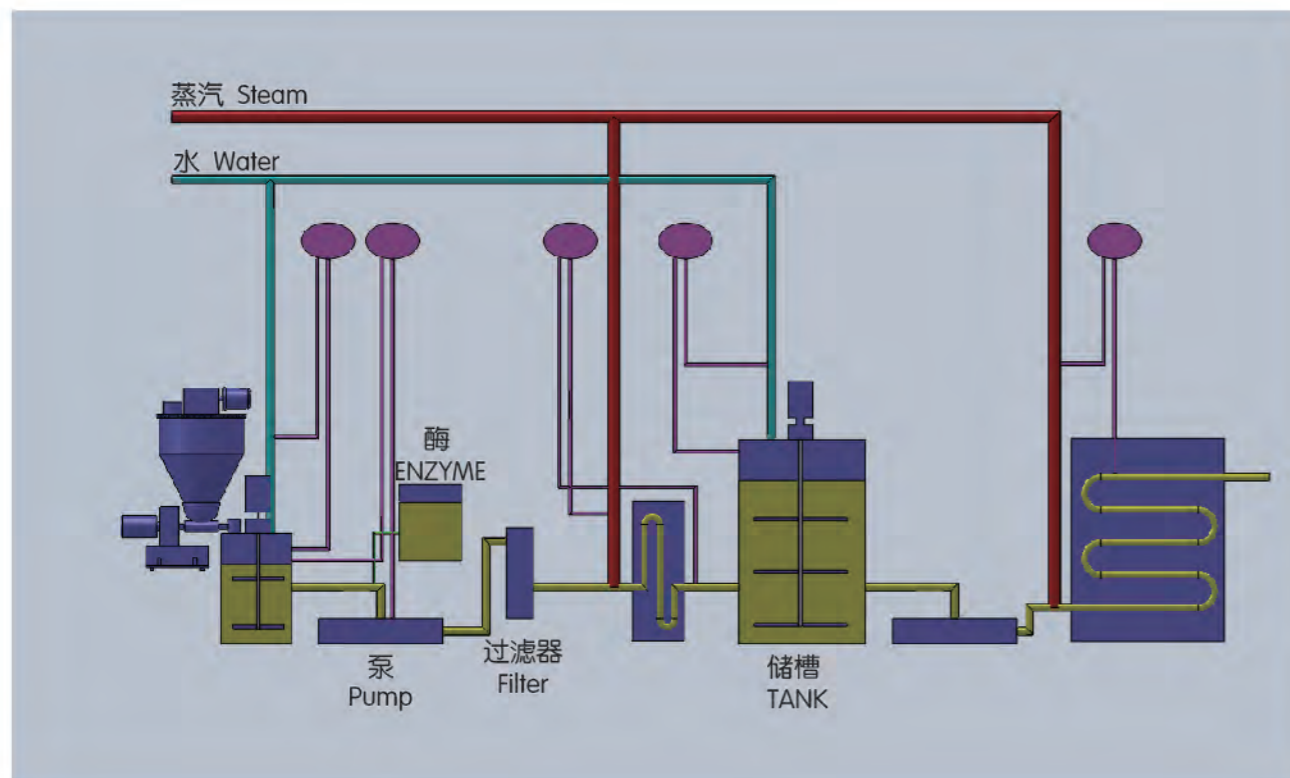 蒸汽 Steam
水 Water
酶
ENZYME
泵
Pump
过滤器
Filter
储槽
TANK